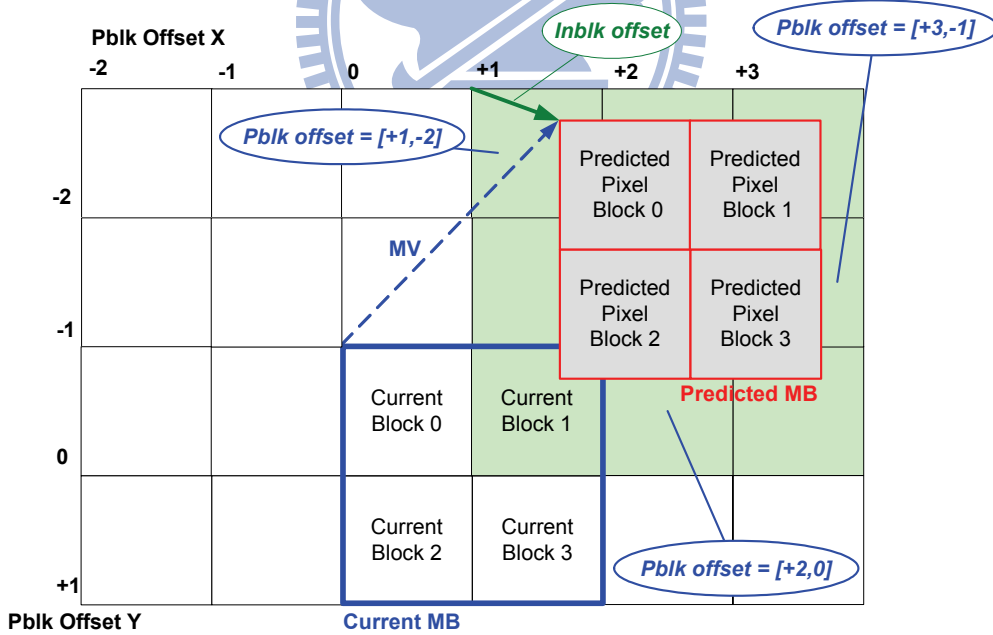 Pblk Offset X
Inblk offset
Pblk offset = [+3,-1]
-2
-1
0
+1
+2
+3
Pblk offset = [+1,-2]
Predicted
Pixel
Block 0
Predicted
Pixel
Block 1
-2
MV
Predicted
Pixel
Block 2
Predicted
Pixel
Block 3
-1
Current
Block 0
Current
Block 1
Predicted MB
0
Current
Block 2
Current
Block 3
Pblk offset = [+2,0]
+1
Pblk Offset Y
Current MB